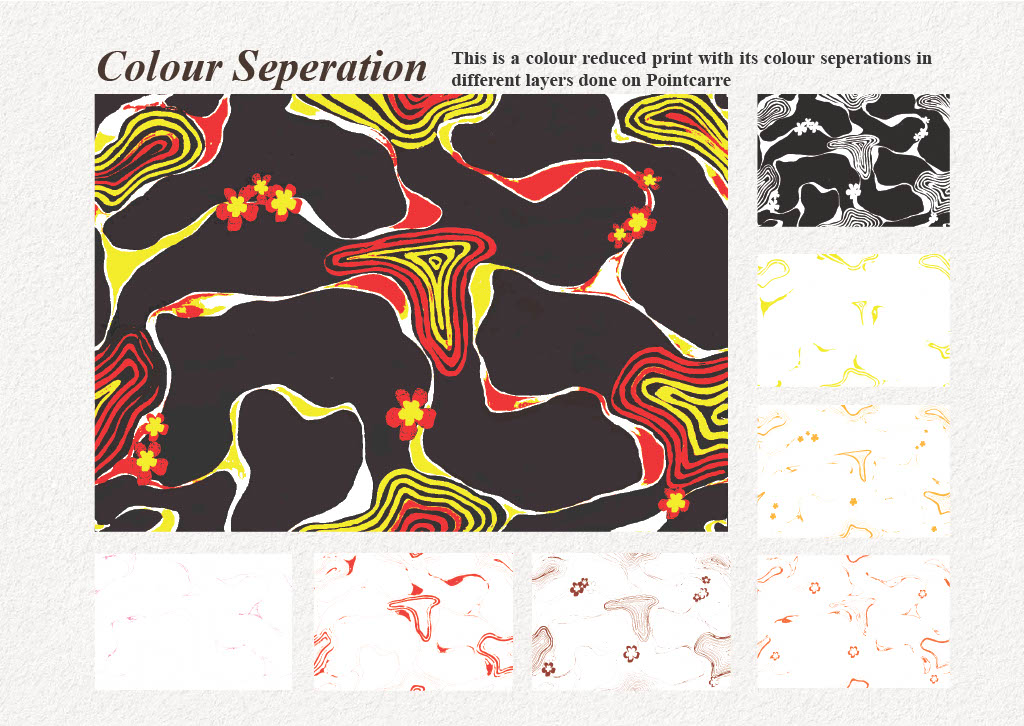 Colour Seperation
This is a colour reduced print with its colour seperations in
different layers done on Pointcarre